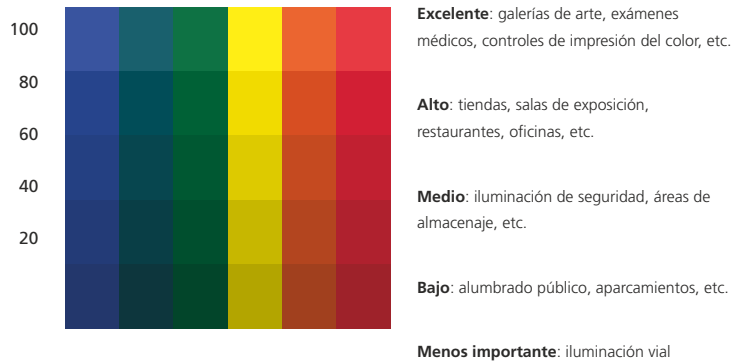 100
80
60
40
20
Excelente: galerías de arte, exámenes
médicos, controles de impresión del color, etc.
Alto: tiendas, salas de exposición,
restaurantes, oficinas, etc.
Medio: iluminación de seguridad, áreas de
almacenaje, etc.
Bajo: alumbrado público, aparcamientos, etc.
Menos importante: iluminación vial